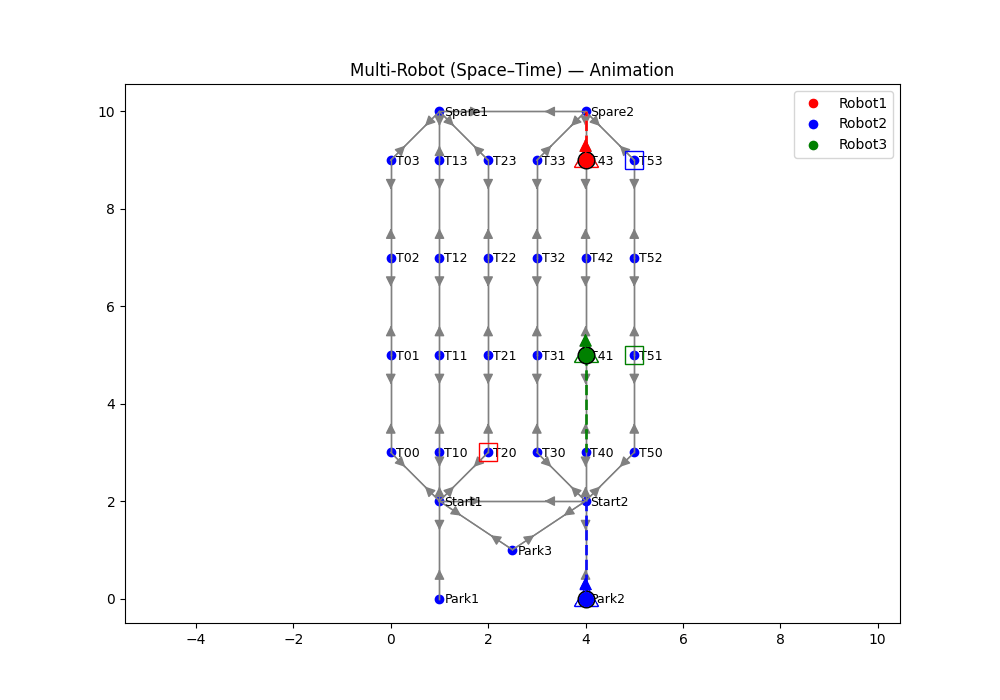 Multi-Robot (Space–Time) — Animation
Robot1
Robot2
Robot3
10
8
6
4
2
0
Spare1
Spare2
T03
T13
T23
T33
T43
T53
T02
T12
T22
T32
T42
T52
T01
T11
T21
T31
T41
T51
T00
T10
T20
T30
T40
T50
Start1
Start2
Park3
Park1
Park2
−4
−2
0
2
4
6
8
10